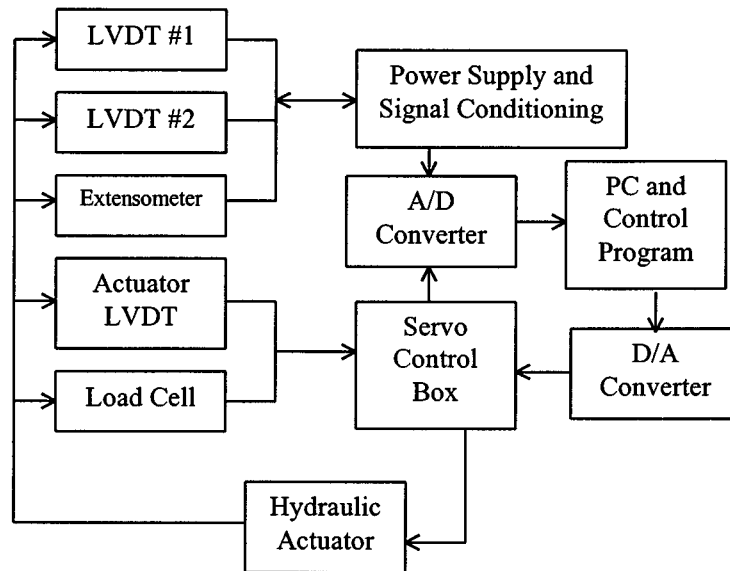 LVDT #1
LVDT #2
Extensometer
Actuator
LVDT
Load Cell
Power Supply and
Signal Conditioning
A/D
Converter
PC and
Control
Program
Servo
Control
Box
D/A
Converter
Hydraulic
Actuator